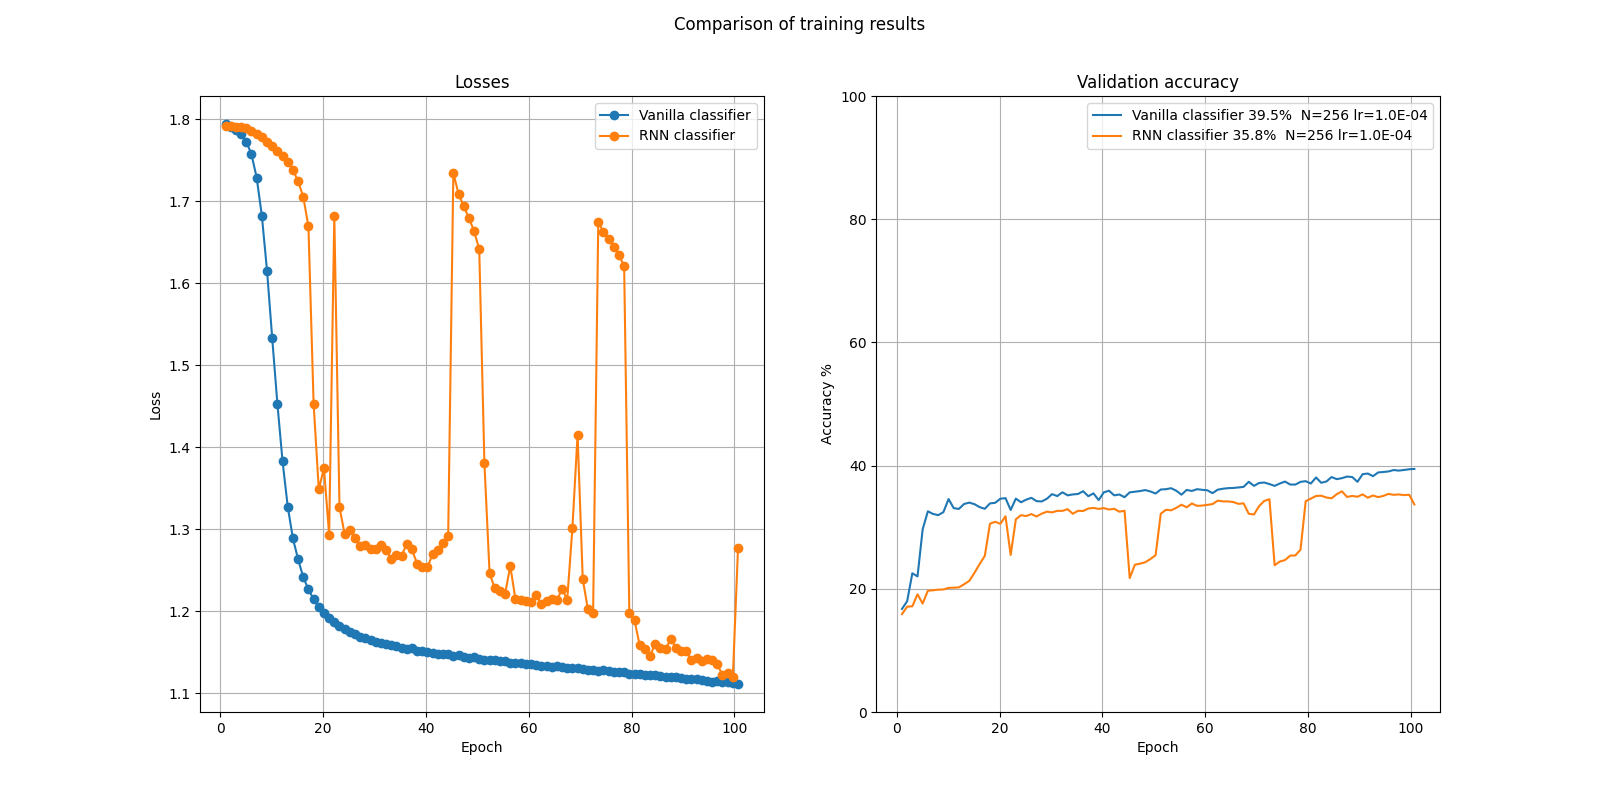 Comparison of training results
Losses
Vanilla classifier
RNN classifier
1.8
1.7
1.6
1.5
1.4
1.3
1.2
1.1
Loss
0 20 40 60 80 100
Epoch
Validation accuracy
Vanilla classifier 39.5% N=256 lr=1.0E-04
RNN classifier 35.8% N=256 lr=1.0E-04
100
80
60
40
20
0
Accuracy %
0 20 40 60 80 100
Epoch